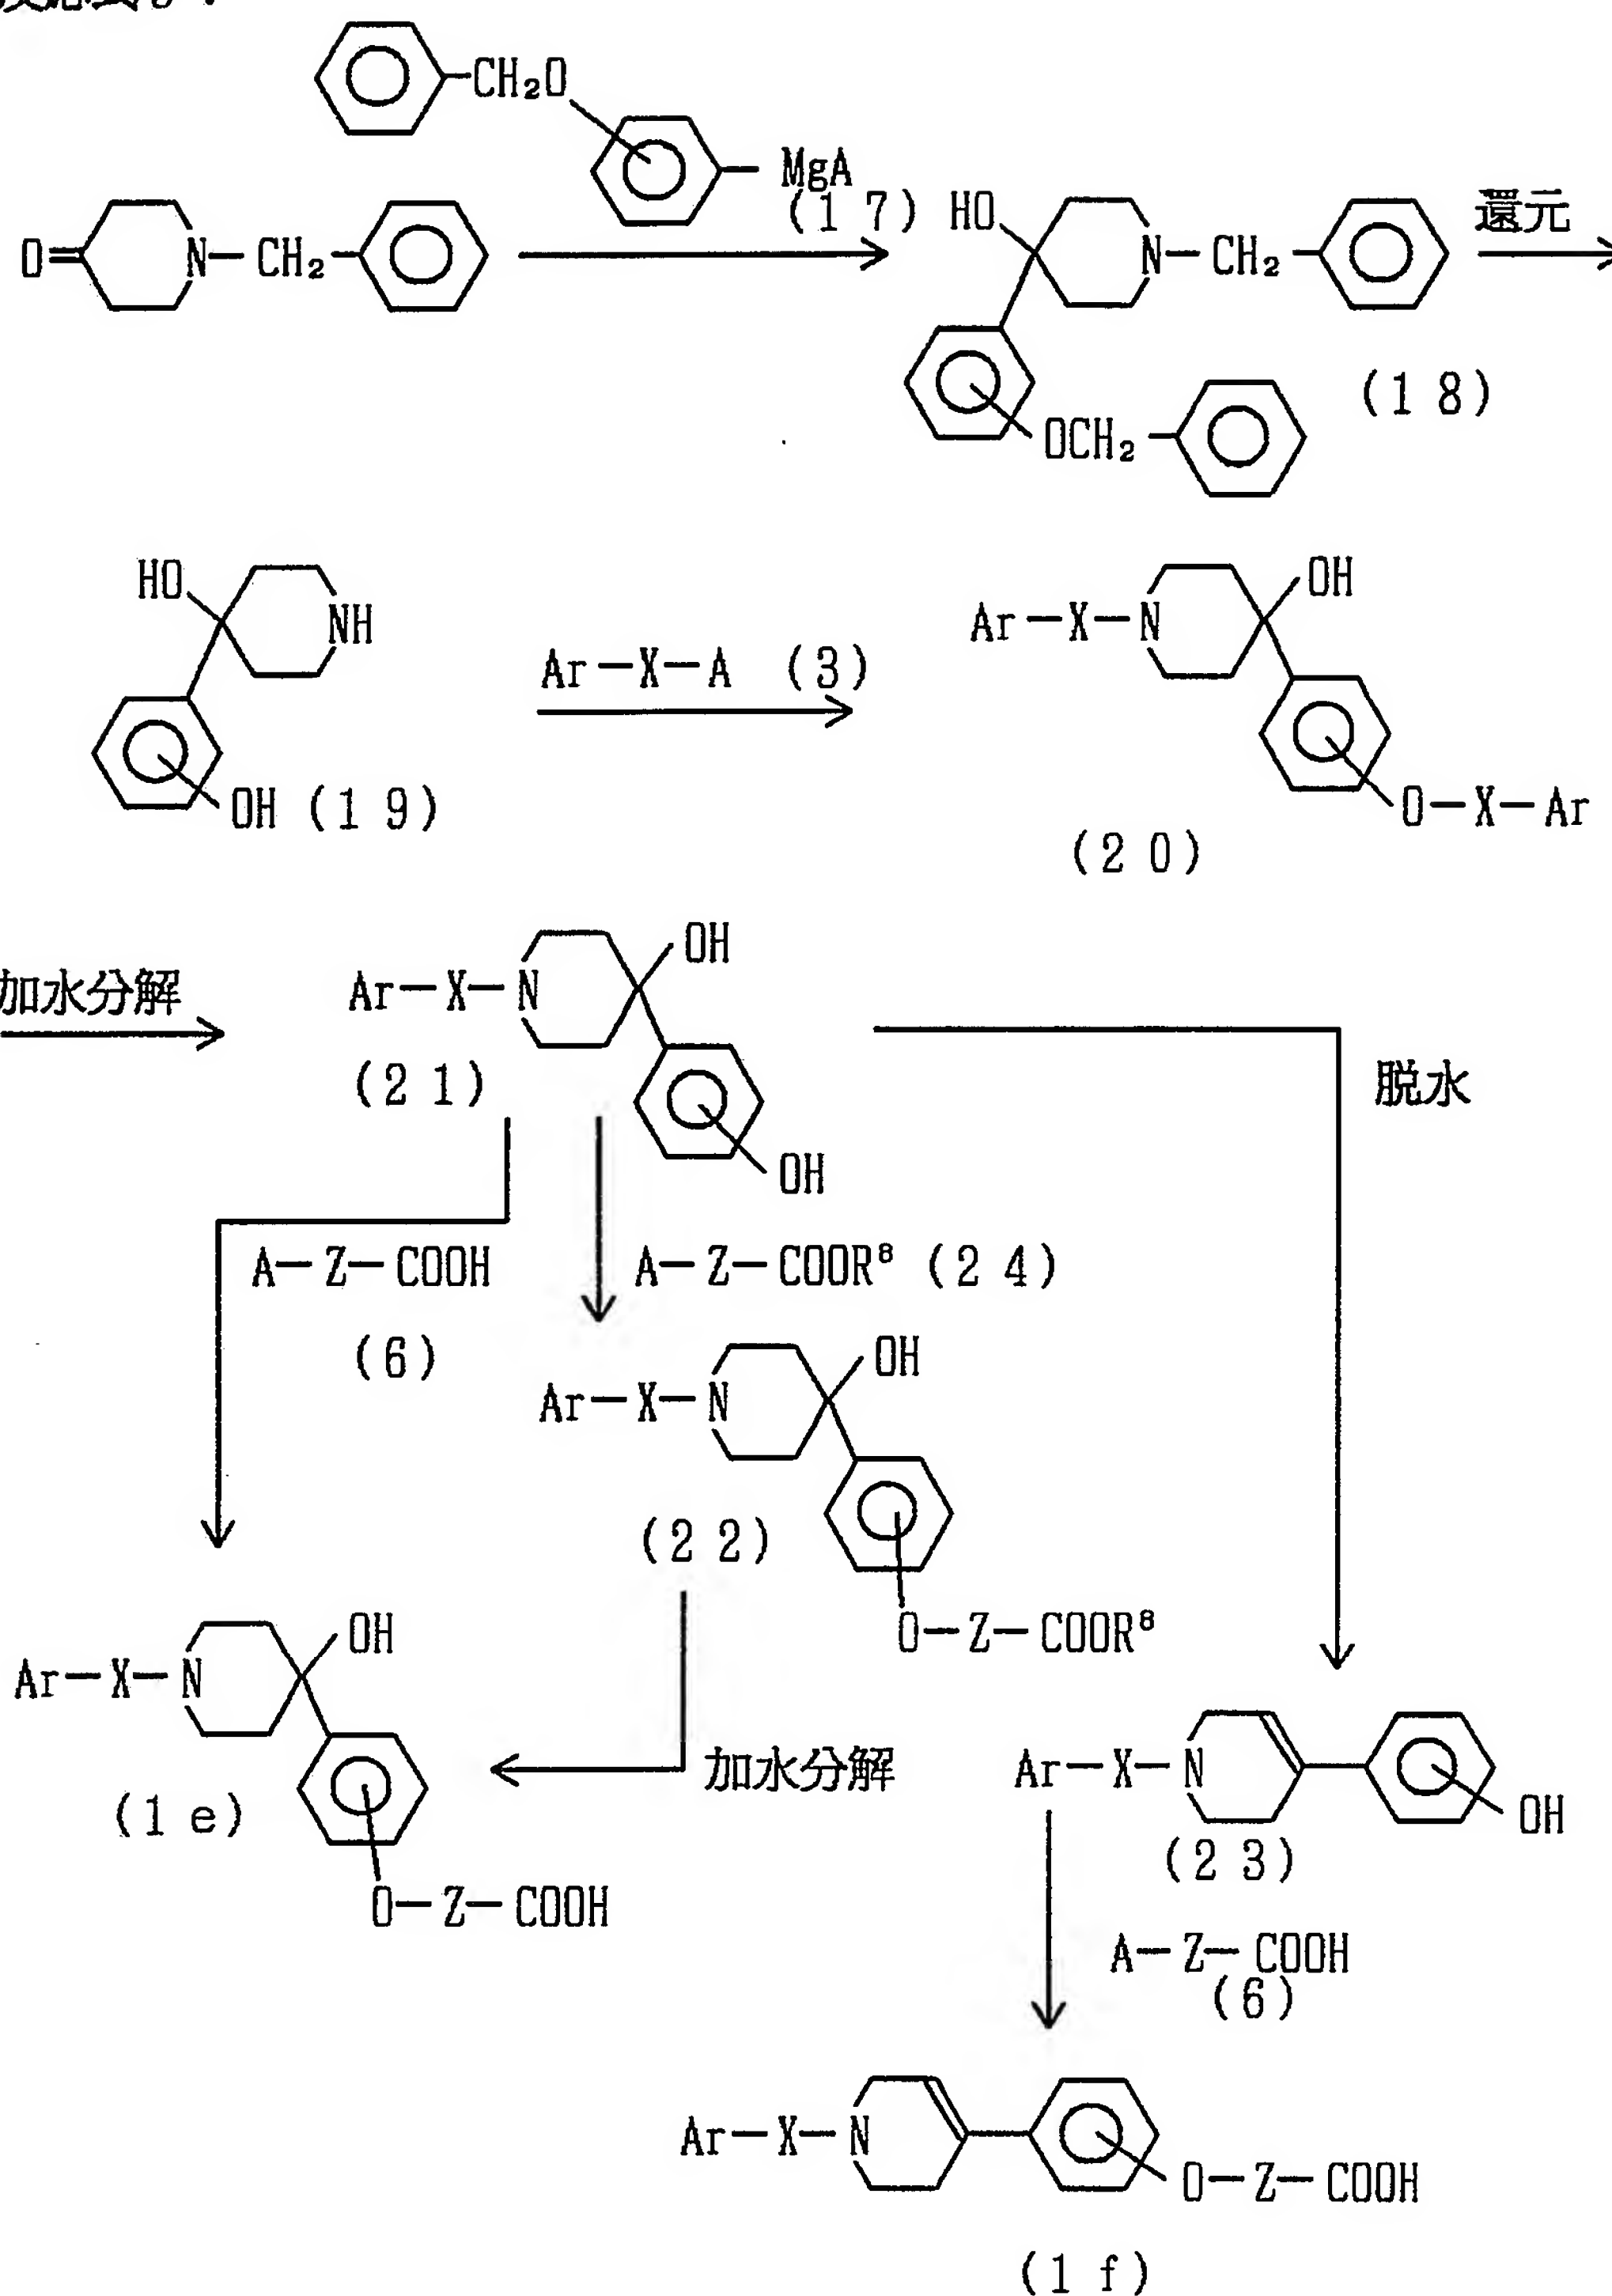 CH₂O
MgA
(17)
O=
N－CH₂
HO
N－CH₂
還元
OCH₂
(18)
HO
NH
OH (19)
Ar－X－A (3)
Ar－X－N
OH
O－X－Ar
(20)
加水分解
Ar－X－N
OH
(21)
OH
脱水
A－Z－COOH
(6)
A－Z－COOR⁸ (24)
Ar－X－N
OH
(22)
O－Z－COOR⁸
Ar－X－N
OH
(1e)
O－Z－COOH
加水分解
Ar－X－N
OH
(23)
A－Z－COOH
(6)
Ar－X－N
O－Z－COOH
(1f)